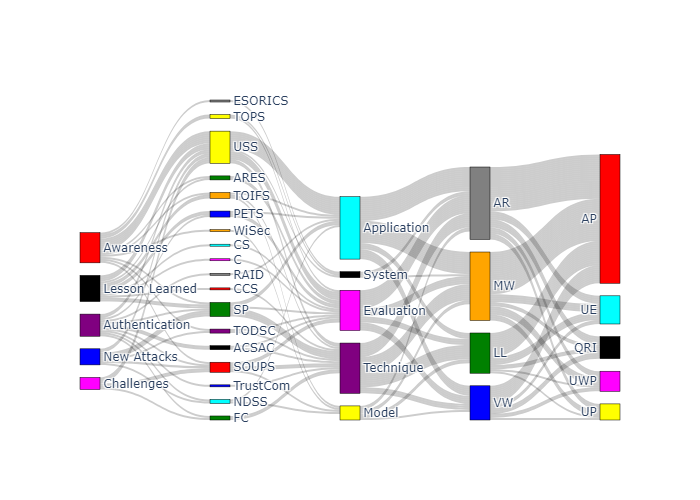 Awareness
Lesson Learned
Authentication
New Attacks
Challenges
ESORICS
TOPS
USS
ARES
TOIFS
PETS
WiSec
CS
C
RAID
CCS
SP
TODSC
ACSAC
SOUPS
TrustCom
NDSS
FC
Application
System
Evaluation
Technique
Model
AR
MW
LL
VW
AP
UE
QRI
UWP
UP